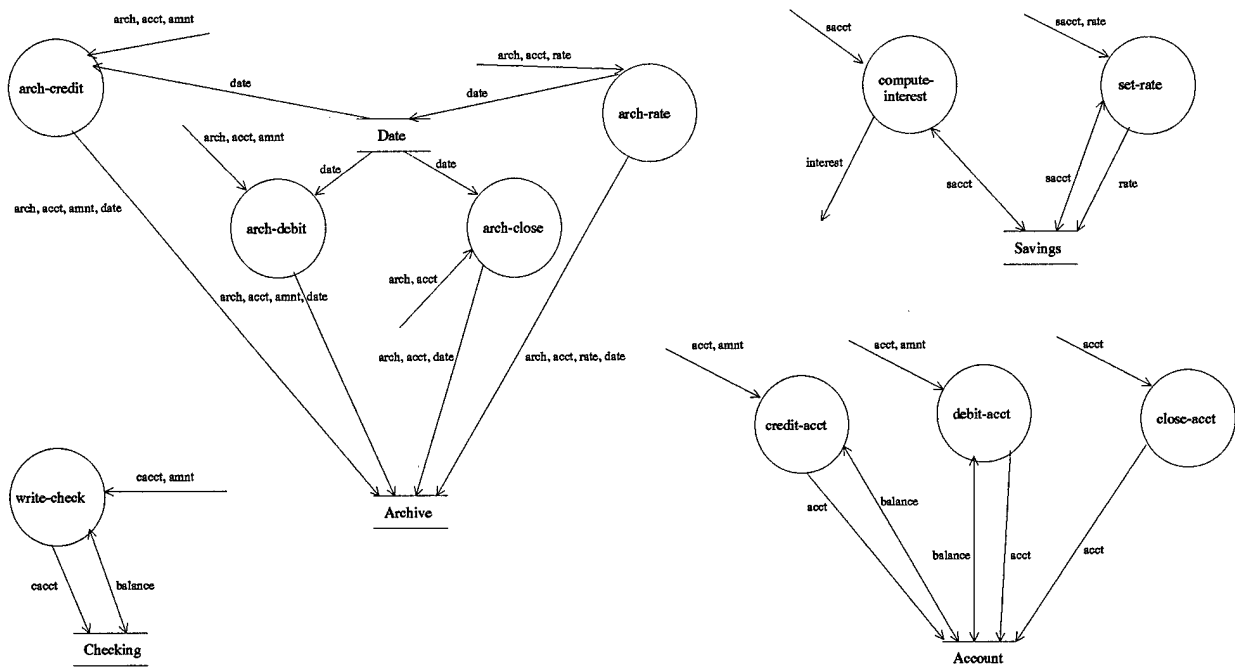 arch, acct, amnt
arch-credit
date
arch, acct, rate
date
arch-rate
Date
arch, acct, amnt
date
date
arch, acct, amnt, date
arch-debit
arch-close
arch, acct
arch, acct, amnt, date
arch, acct, date
arch, acct, rate, date
Archive
sacct
sacct, rate
compute-
interest
set-rate
interest
sacct
sacct
rate
Savings
acct, amnt
acct, amnt
acct
credit-acct
debit-acct
close-acct
balance
acct
balance
acct
acct
Account
cacct, amnt
write-check
cacct
balance
Checking